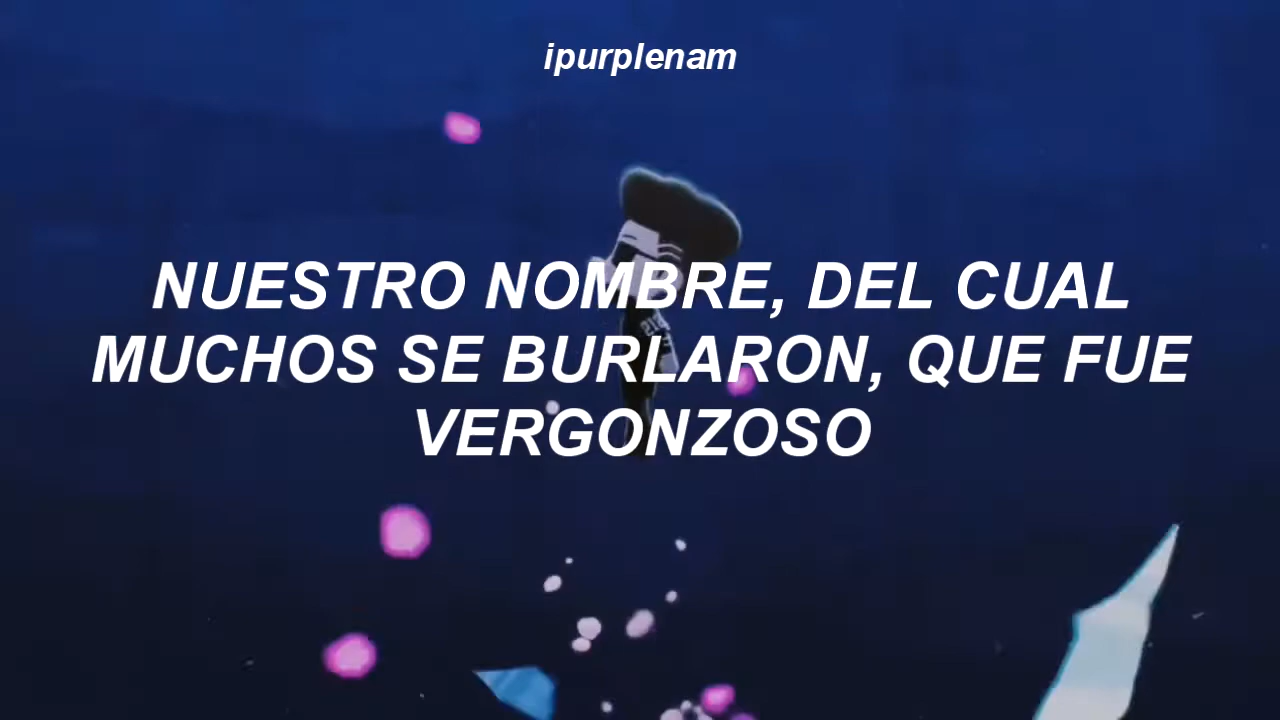 ipurplenam
NUESTRO NOMBRE, DEL CUAL
MUCHOS SE BURLARON, QUE FUE
VERGONZOSO